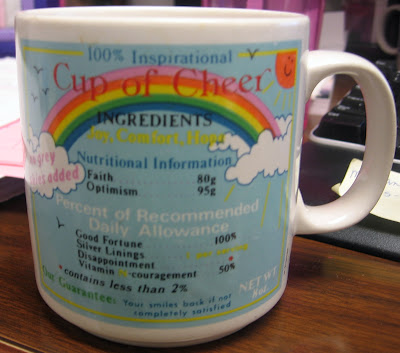 100% Inspirational
Cup of Cheer
INGREDIENTS
Joy, Comfort, Hope
Nutritional Information
Faith 80g
Optimism 95g
grey
skies added
Percent of Recommended
Daily Allowance
Good Fortune 100%
Silver Linings
Disappointment *
Vitamin -couragement 50%
*contains less than 2%
NET WT
8oz.
Our Guarantee: Your smiles back if not
completely satisfied